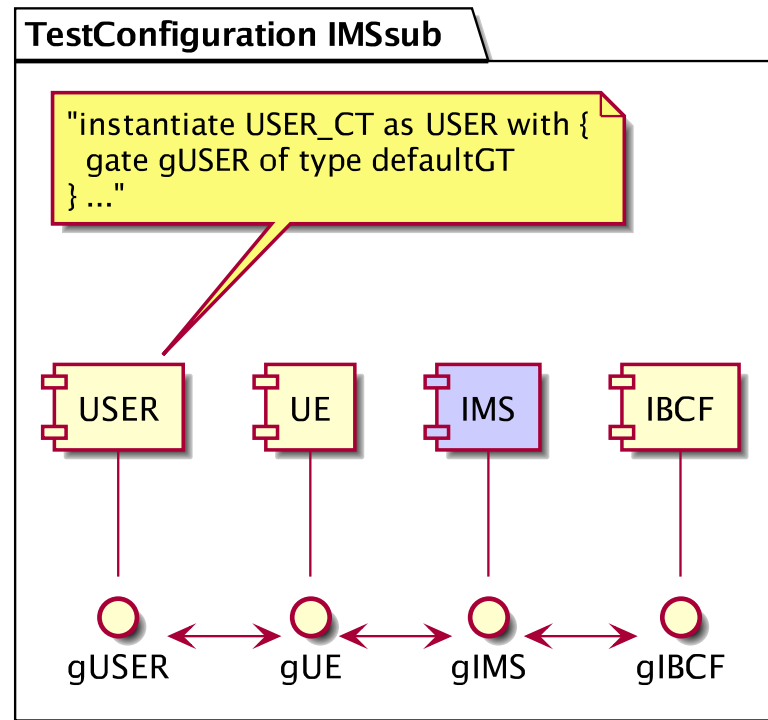 TestConfiguration IMSsub
"instantiate USER_CT as USER with {
gate gUSER of type defaultGT
} ..."
USER
UE
IMS
IBCF
gUSER
gUE
gIMS
gIBCF